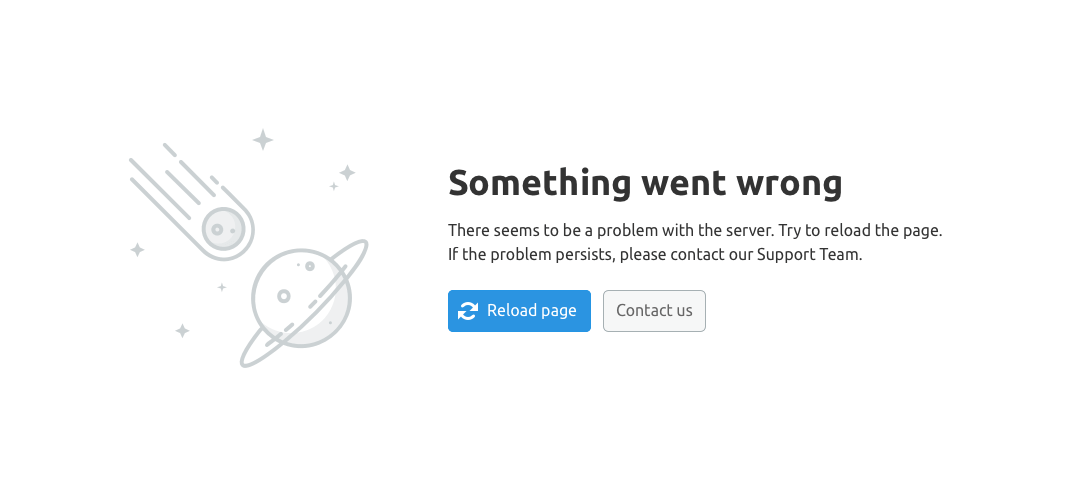 Something went wrong
There seems to be a problem with the server. Try to reload the page.
If the problem persists, please contact our Support Team.
Reload page
Contact us